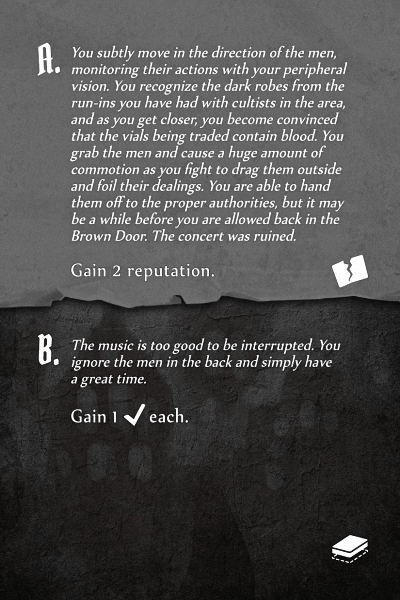 A. You subtly move in the direction of the men,
monitoring their actions with your peripheral
vision. You recognize the dark robes from the
run-ins you have had with cultists in the area,
and as you get closer, you become convinced
that the vials being traded contain blood. You
grab the men and cause a huge amount of
commotion as you fight to drag them outside
and foil their dealings. You are able to hand
them off to the proper authorities, but it may
be a while before you are allowed back in the
Brown Door. The concert was ruined.
Gain 2 reputation.
B. The music is too good to be interrupted. You
ignore the men in the back and simply have
a great time.
Gain 1 ✓ each.